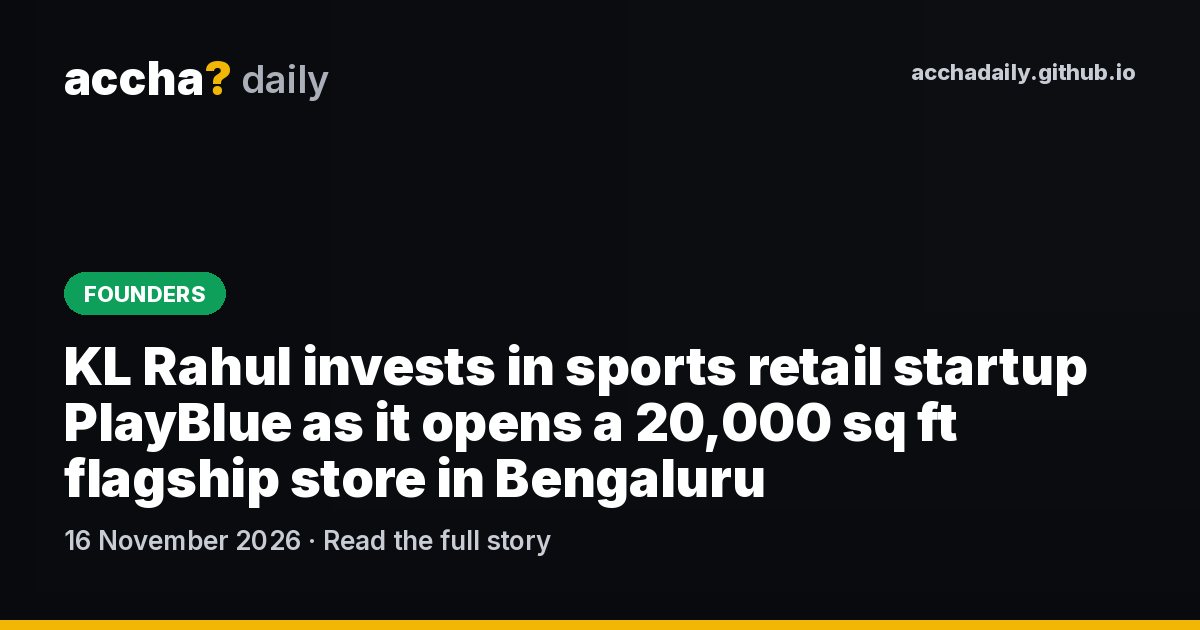 accha? daily
acchadaily.github.io
FOUNDERS
KL Rahul invests in sports retail startup
PlayBlue as it opens a 20,000 sq ft
flagship store in Bengaluru
16 November 2026 · Read the full story